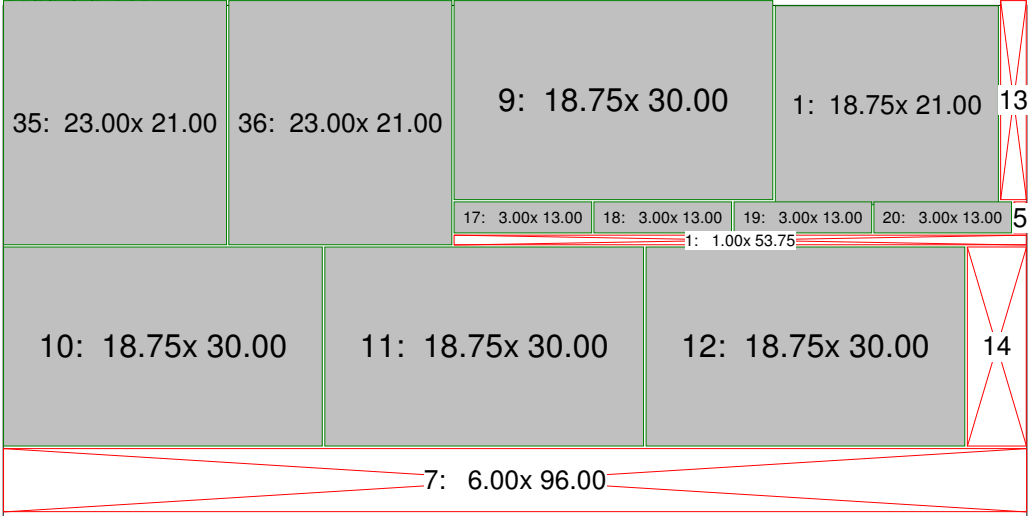 35: 23.00x 21.00
36: 23.00x 21.00
9: 18.75x 30.00
1: 18.75x 21.00
13
17: 3.00x 13.00
18: 3.00x 13.00
19: 3.00x 13.00
20: 3.00x 13.00
5
1: 1.00x 53.75
10: 18.75x 30.00
11: 18.75x 30.00
12: 18.75x 30.00
14
7: 6.00x 96.00